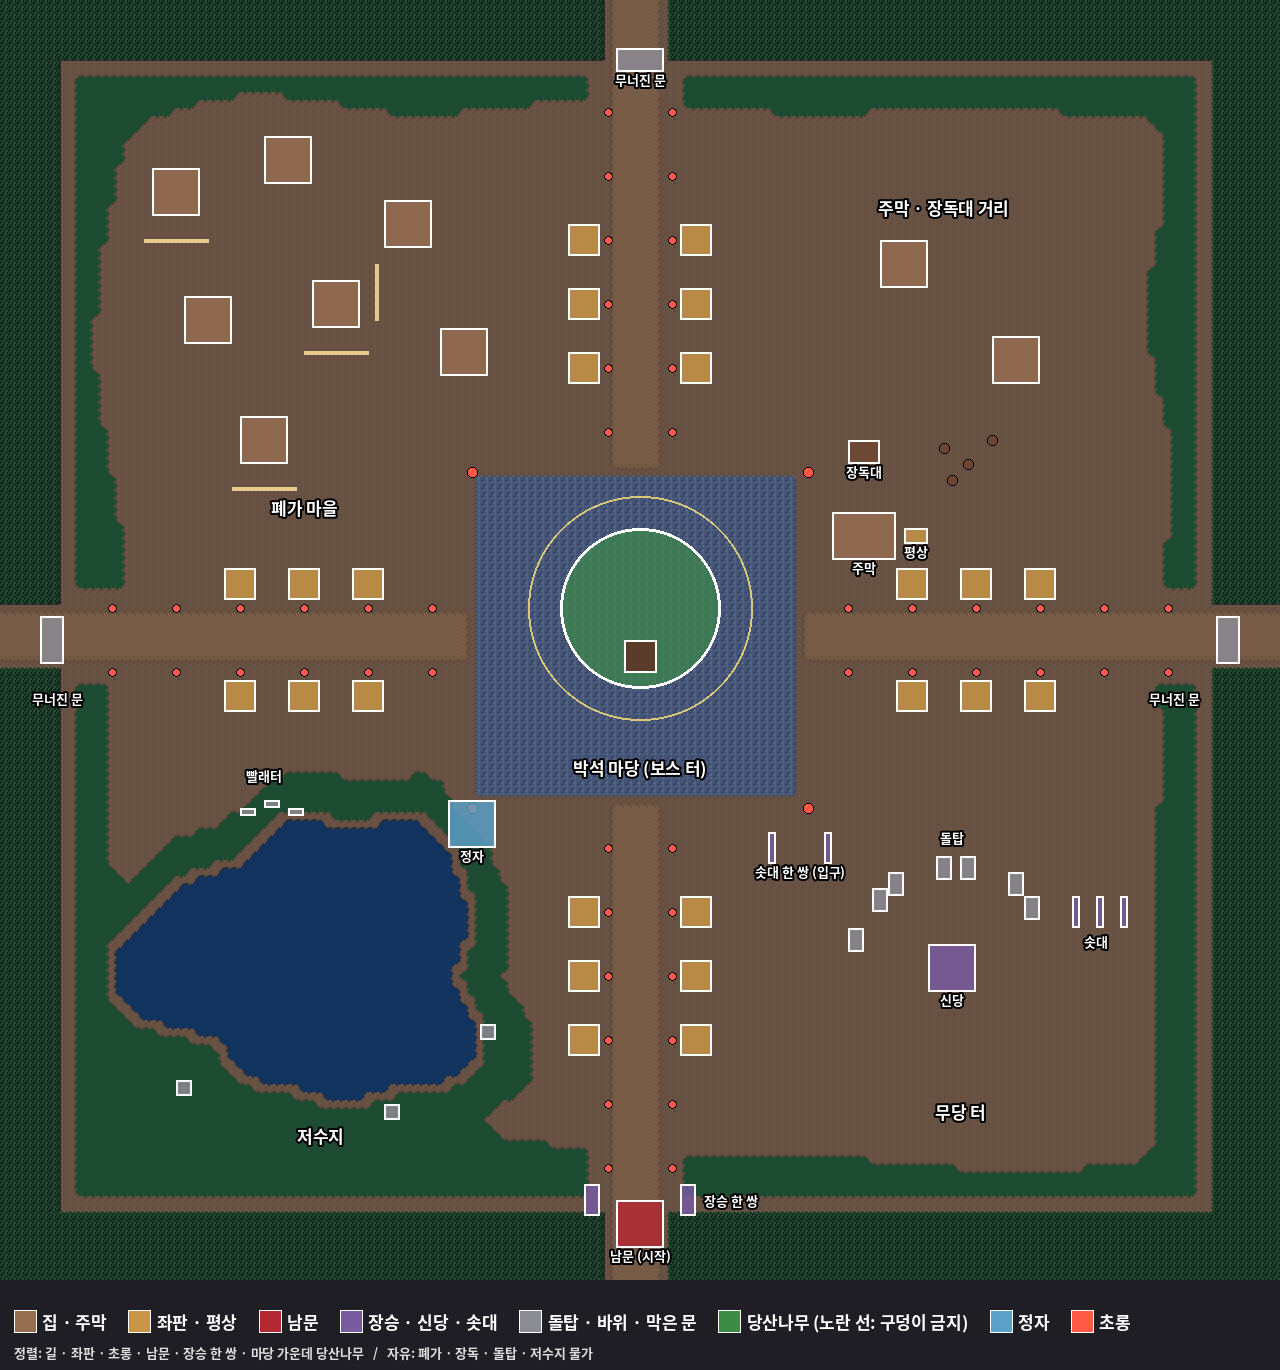 무너진 문
주막 · 장독대 거리
장독대
폐가 마을
평상
주막
무너진 문
무너진 문
박석 마당 (보스 터)
빨래터
정자
돌탑
솟대 한 쌍 (입구)
솟대
신당
무당 터
저수지
장승 한 쌍
남문 (시작)
집 · 주막 좌판 · 평상 남문 장승 · 신당 · 솟대 돌탑 · 바위 · 막은 문 당산나무 (노란 선: 구덩이 금지) 정자 초롱
정렬: 길 · 좌판 · 초롱 · 남문 · 장승 한 쌍 · 마당 가운데 당산나무 / 자유: 폐가 · 장독 · 돌탑 · 저수지 물가